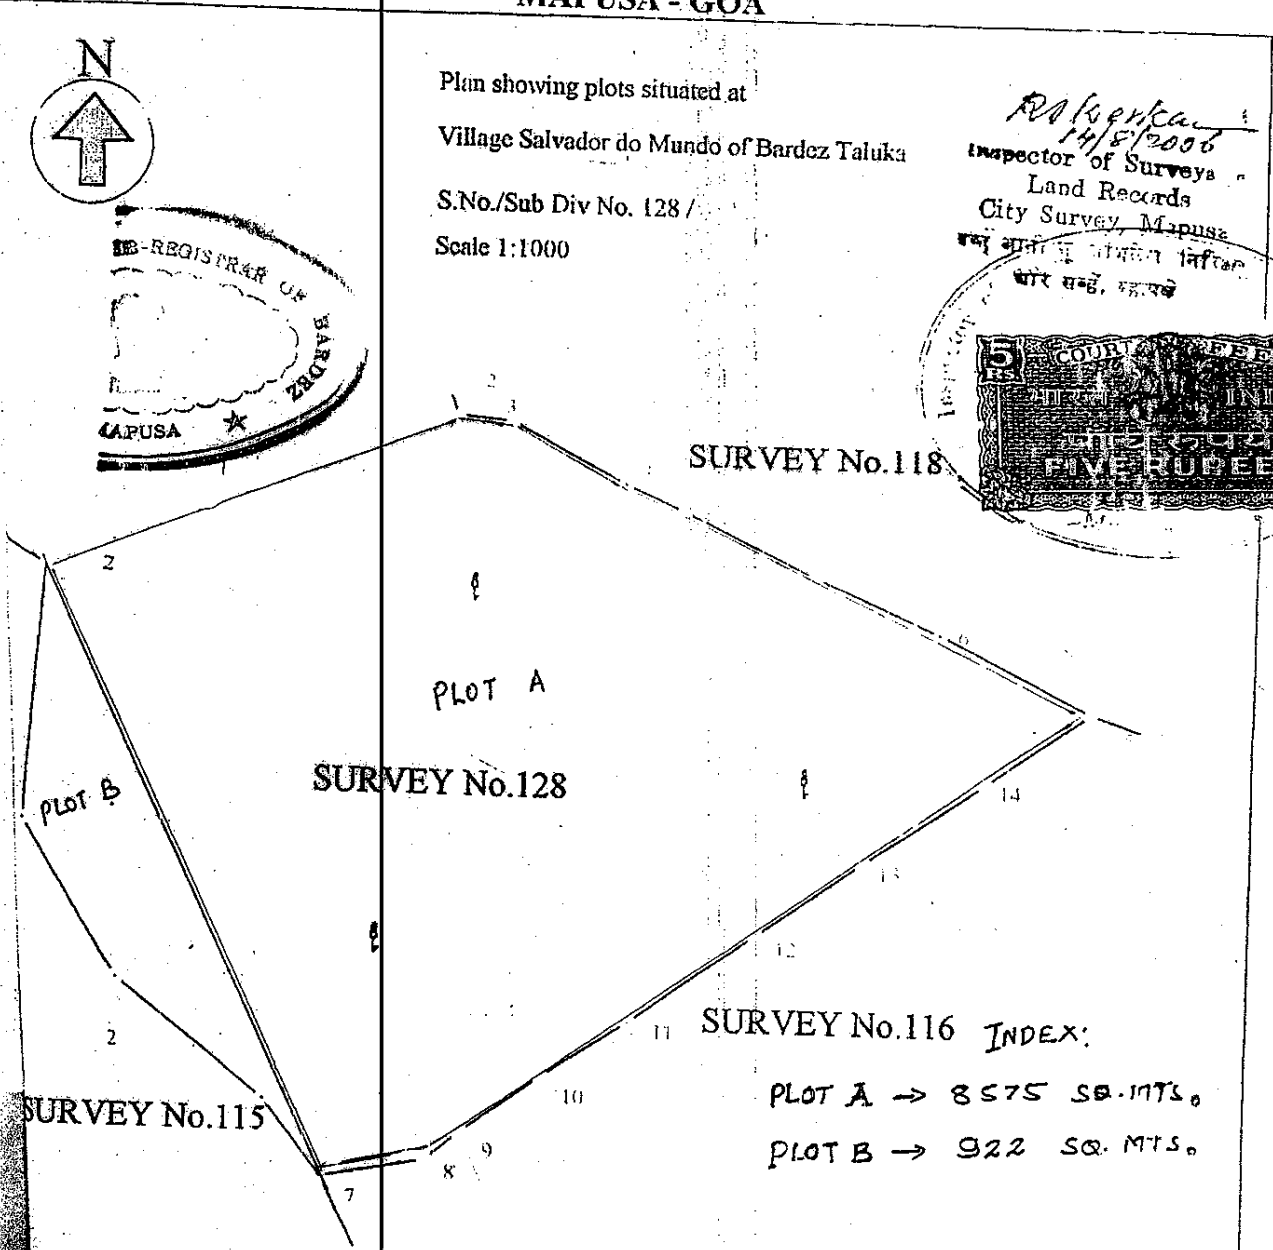 MAPUSA - GOA
N
Plan showing plots situated at
Village Salvador do Mundo of Bardez Taluka
S.No./Sub Div No. 128 /
Scale 1:1000
14/8/2006
Inspector of Surveys
Land Records
City Survey, Mapusa
-REGISTRAR OF BARDEZ
MAPUSA
5
RS.
COURT FEE
FIVE RUPEE
2
3
SURVEY No.118
1
2
6
PLOT A
SURVEY No.128
PLOT B
14
13
12
2
11
SURVEY No.116
INDEX:
10
PLOT A → 8575 SQ.MTS.
SURVEY No.115
9
PLOT B → 922 SQ. MTS.
8
7